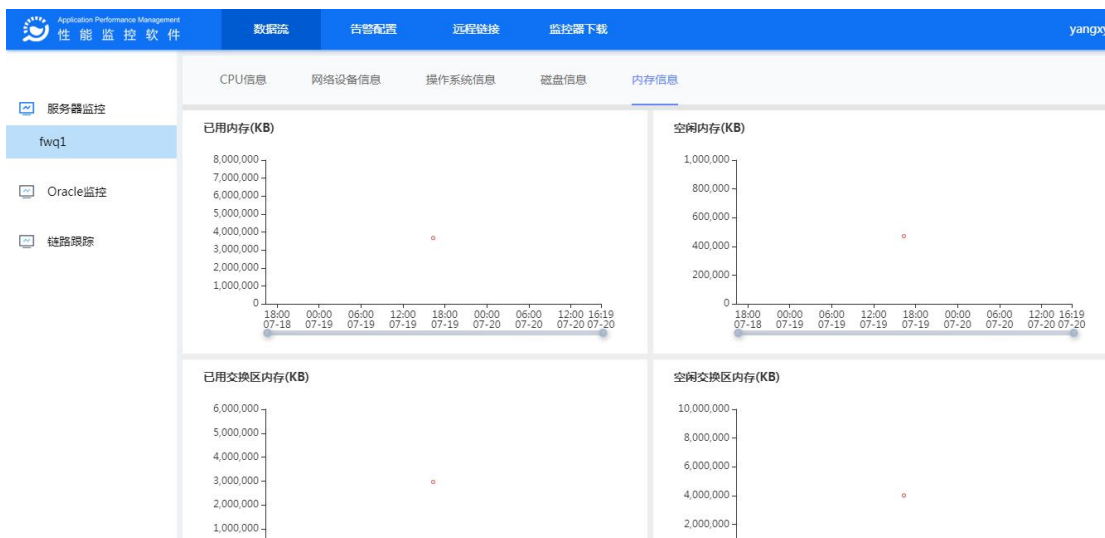 Application Performance Management
性能监控软件
数据流 告警配置 远程链接 监控器下载
yangxy
CPU信息 网络设备信息 操作系统信息 磁盘信息 内存信息
服务器监控
fwq1
Oracle监控
链路跟踪
已用内存(KB)
8,000,000
7,000,000
6,000,000
5,000,000
4,000,000
3,000,000
2,000,000
1,000,000
0
18:00 00:00 06:00 12:00 18:00 00:00 06:00 12:00 16:19
07-18 07-19 07-19 07-19 07-19 07-20 07-20 07-20 07-20
空闲内存(KB)
1,000,000
800,000
600,000
400,000
200,000
0
18:00 00:00 06:00 12:00 18:00 00:00 06:00 12:00 16:19
07-18 07-19 07-19 07-19 07-19 07-20 07-20 07-20 07-20
已用交换区内存(KB)
6,000,000
5,000,000
4,000,000
3,000,000
2,000,000
1,000,000
空闲交换区内存(KB)
10,000,000
8,000,000
6,000,000
4,000,000
2,000,000